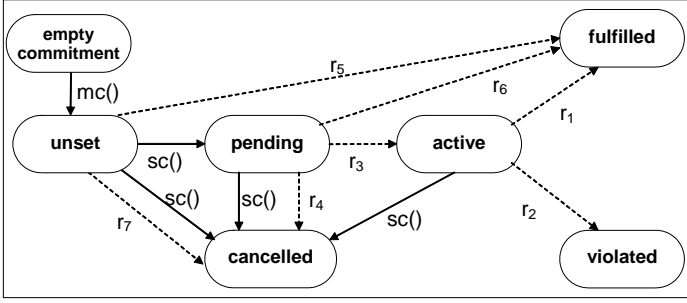 empty
commitment
fulfilled
r5
r6
mc()
r1
unset
pending
active
sc()
r3
sc()
sc()
r4
r2
r7
sc()
cancelled
violated